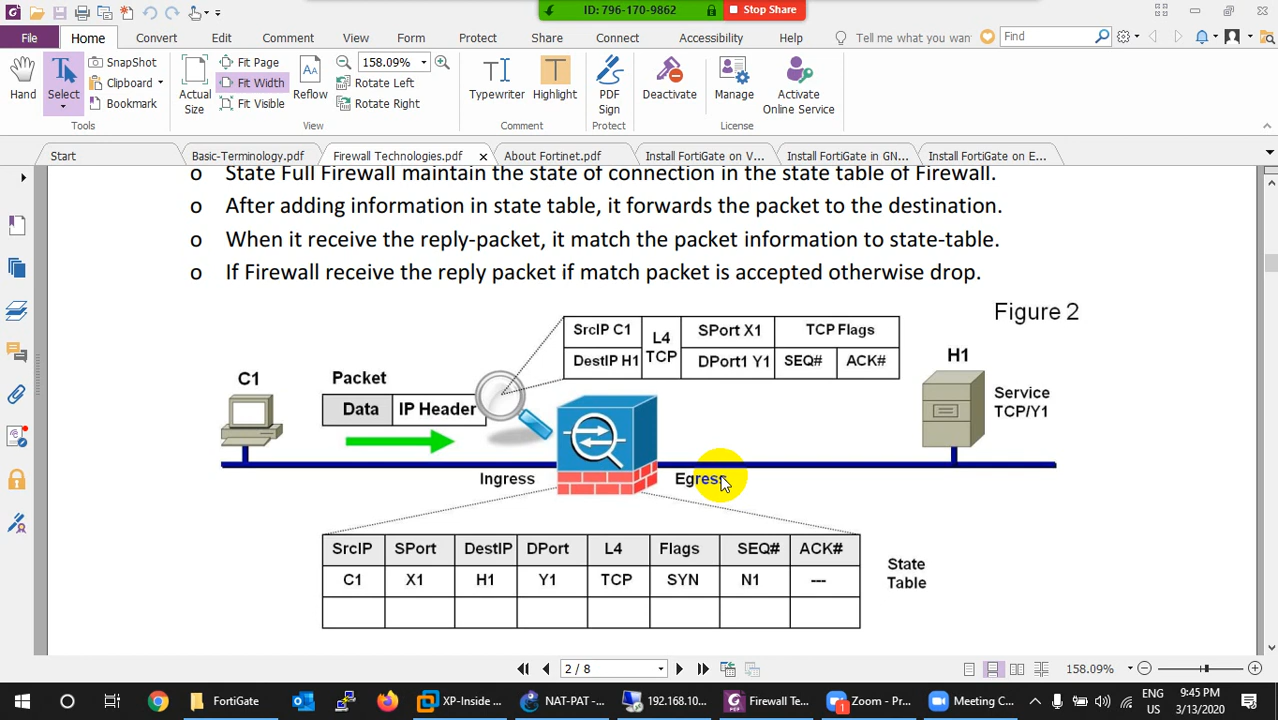 ID: 796-170-9862 Stop Share
File Home Convert Edit Comment View Form Protect Share Connect Accessibility Help Tell me what you want Find
Hand
Select
SnapShot
Clipboard
Bookmark
Tools
Actual Size
Fit Page
Fit Width
Fit Visible
Reflow
158.09%
Rotate Left
Rotate Right
View
Typewriter
Highlight
Comment
PDF Sign
Protect
Deactivate
Manage
Activate Online Service
License
Start Basic-Terminology.pdf Firewall Technologies.pdf About Fortinet.pdf Install FortiGate on V... Install FortiGate in GN... Install FortiGate on E...
o State Full Firewall maintain the state of connection in the state table of Firewall.
o After adding information in state table, it forwards the packet to the destination.
o When it receive the reply-packet, it match the packet information to state-table.
o If Firewall receive the reply packet if match packet is accepted otherwise drop.
Figure 2
SrcIP C1 L4 TCP SPort X1 TCP Flags
DestIP H1 DPort1 Y1 SEQ# ACK#
C1
Packet
Data IP Header
H1
Service
TCP/Y1
Ingress
Egress
SrcIP SPort DestIP DPort L4 Flags SEQ# ACK#
C1 X1 H1 Y1 TCP SYN N1 ---
State
Table
2 / 8 158.09%
FortiGate XP-Inside ... NAT-PAT -... 192.168.10... Firewall Te... Zoom - Pr... Meeting C...
1
ENG
US
9:45 PM
3/13/2020